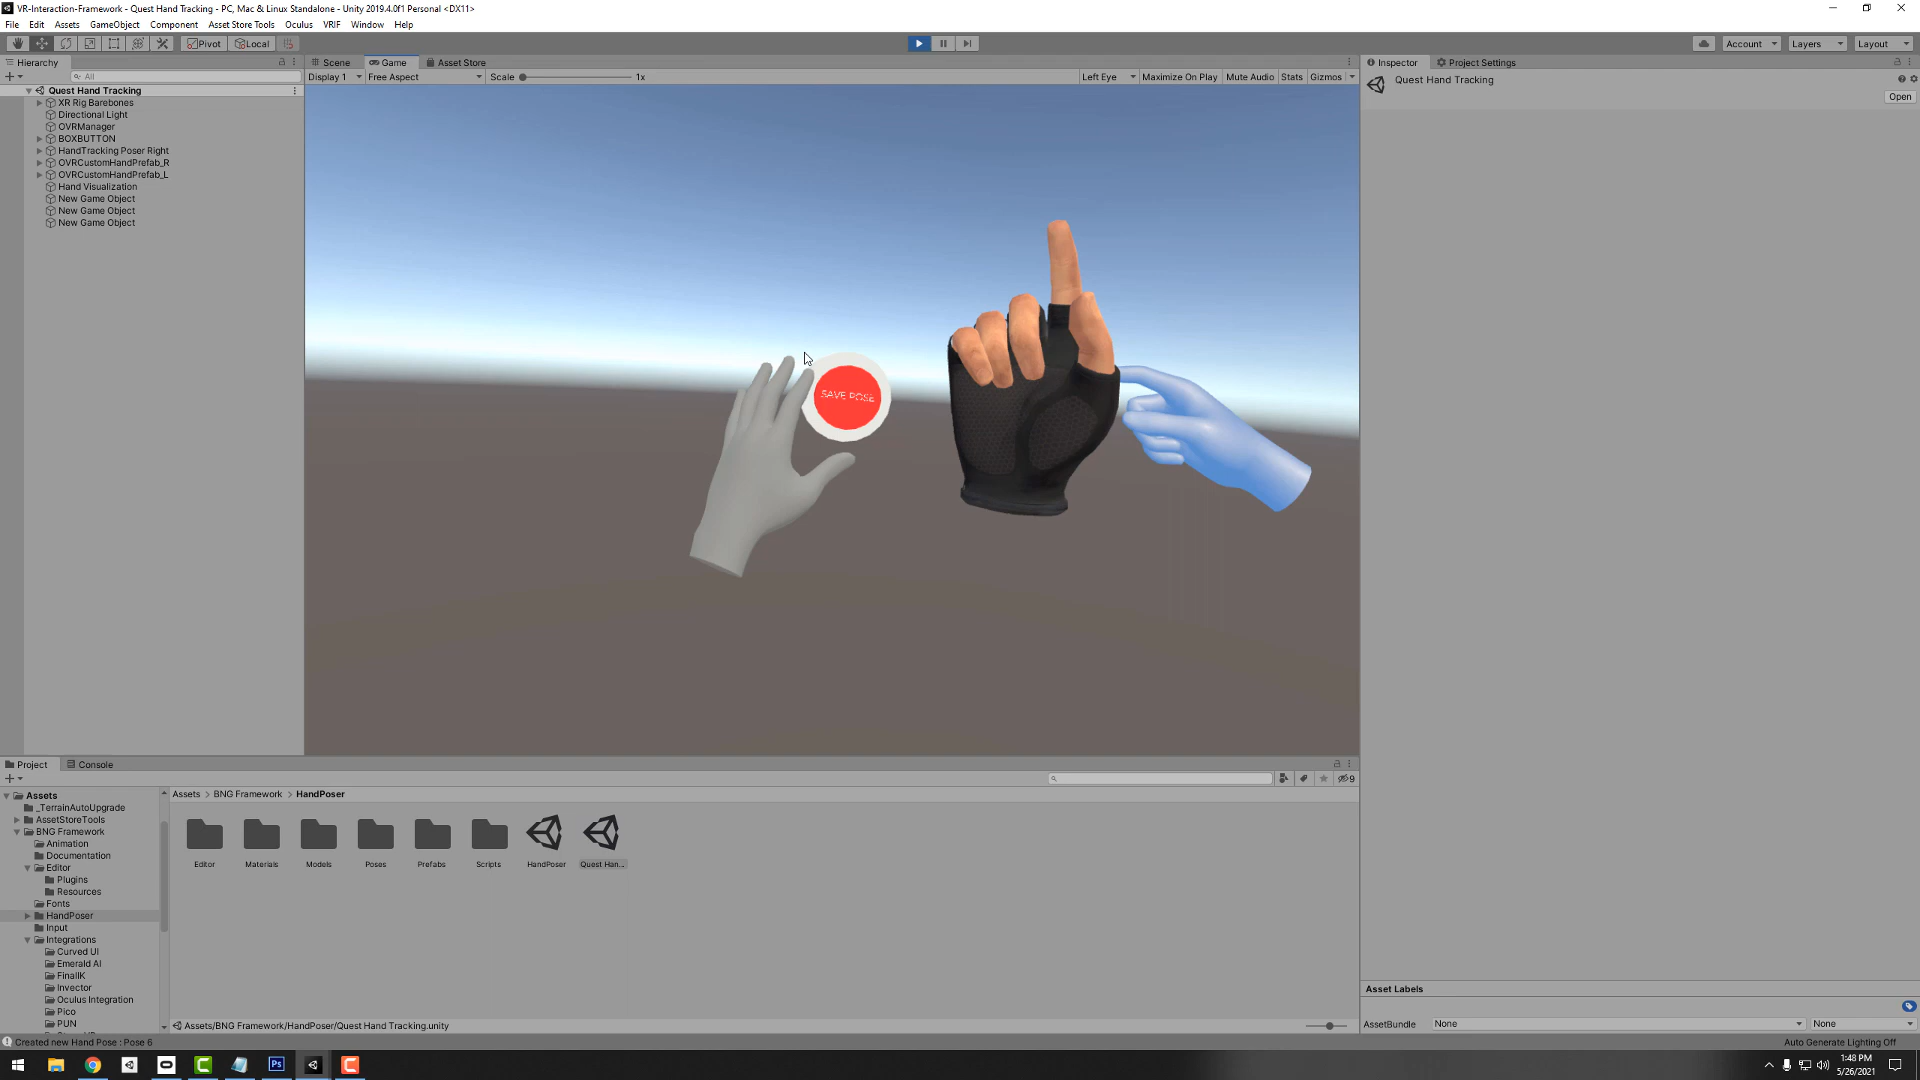 VR-Interaction-Framework - Quest Hand Tracking - PC, Mac & Linux Standalone - Unity 2019.4.0f1 Personal <DX11>
File Edit Assets GameObject Component Asset Store Tools Oculus VRIF Window Help
Pivot Local Account Layers Layout
Hierarchy
All
Quest Hand Tracking
XR Rig Barebones
Directional Light
OVRManager
BOXBUTTON
HandTracking Poser Right
OVRCustomHandPrefab_R
OVRCustomHandPrefab_L
Hand Visualization
New Game Object
New Game Object
New Game Object
Scene Game Asset Store
Display 1 Free Aspect Scale 1x Left Eye Maximize On Play Mute Audio Stats Gizmos
SAVE POSE
Inspector Project Settings
Quest Hand Tracking
Open
Project Console
Assets
_TerrainAutoUpgrade
AssetStoreTools
BNG Framework
Animation
Documentation
Editor
Plugins
Resources
Fonts
HandPoser
Input
Integrations
Curved UI
Emerald AI
FinalIK
Invector
Oculus Integration
Pico
PUN
Assets > BNG Framework > HandPoser
Editor Materials Models Poses Prefabs Scripts HandPoser Quest Han...
9
Assets/BNG Framework/HandPoser/Quest Hand Tracking.unity
Asset Labels
AssetBundle None None
Created new Hand Pose : Pose 6
Auto Generate Lighting Off
Ps
1:48 PM
5/26/2021